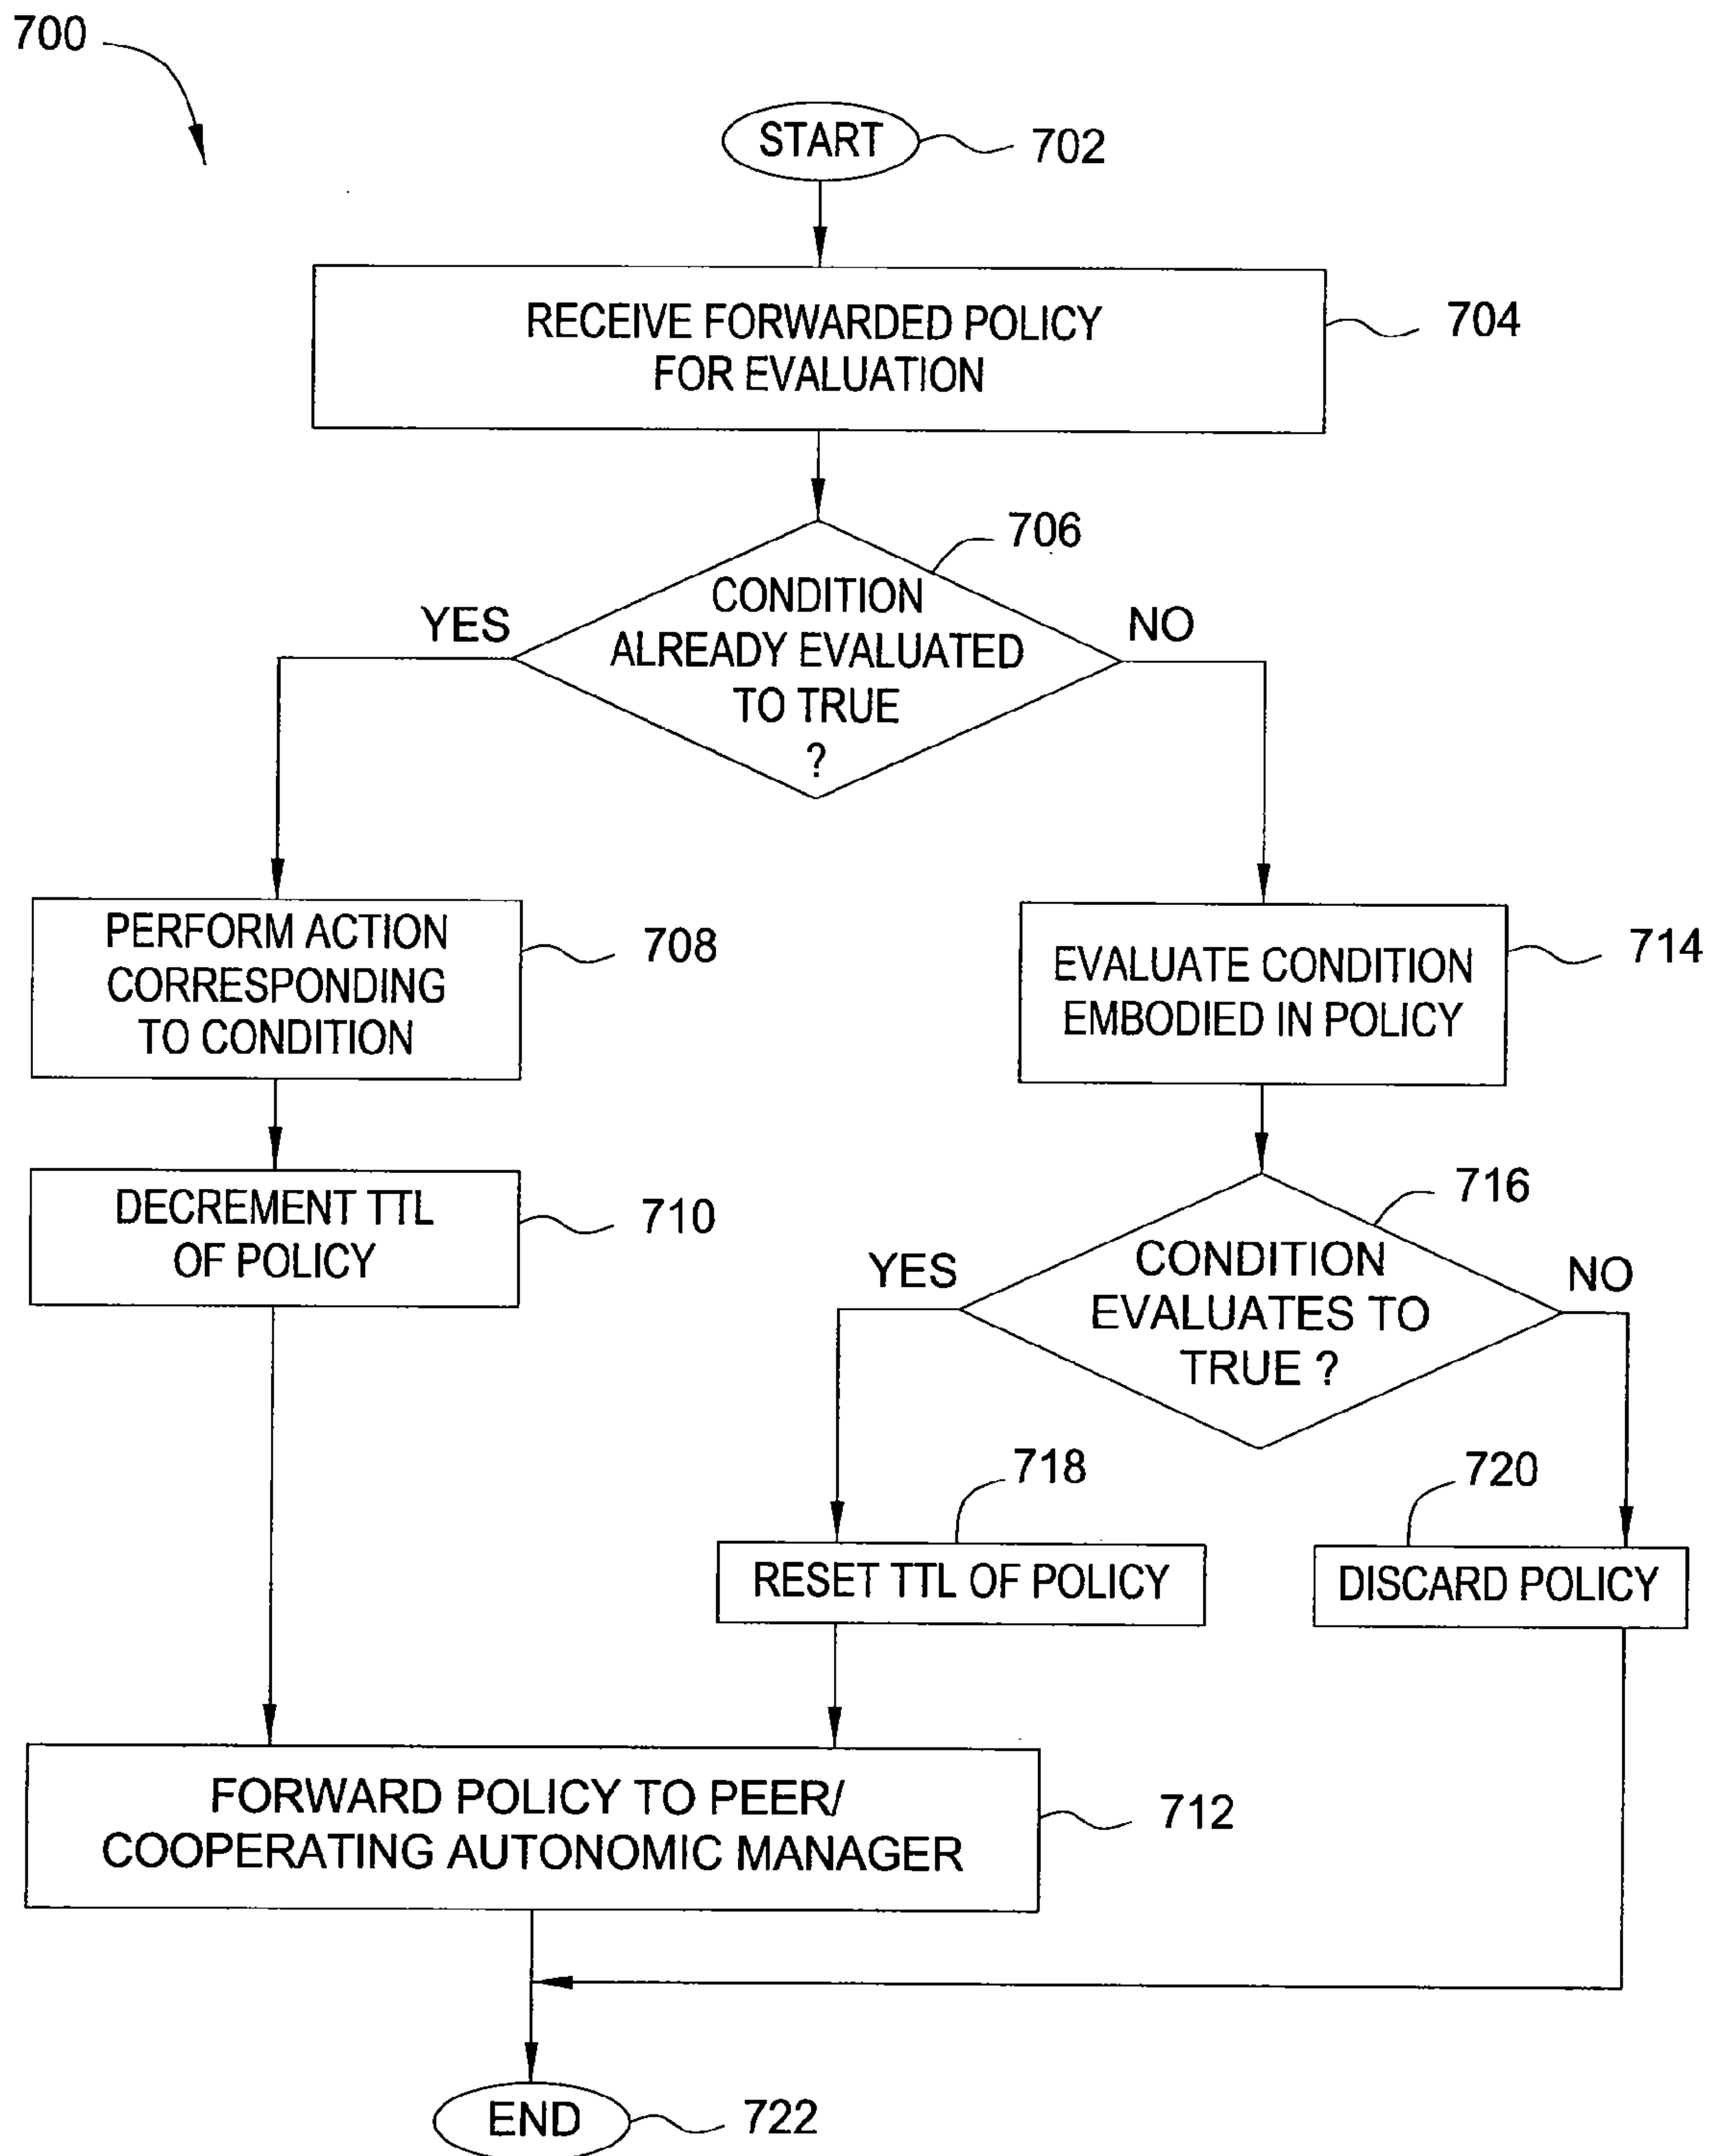 700
START
702
RECEIVE FORWARDED POLICY
FOR EVALUATION
704
706
CONDITION
ALREADY EVALUATED
TO TRUE
?
YES
NO
PERFORM ACTION
CORRESPONDING
TO CONDITION
708
EVALUATE CONDITION
EMBODIED IN POLICY
714
DECREMENT TTL
OF POLICY
710
716
CONDITION
EVALUATES TO
TRUE ?
YES
NO
718
720
RESET TTL OF POLICY
DISCARD POLICY
FORWARD POLICY TO PEER/
COOPERATING AUTONOMIC MANAGER
712
END
722